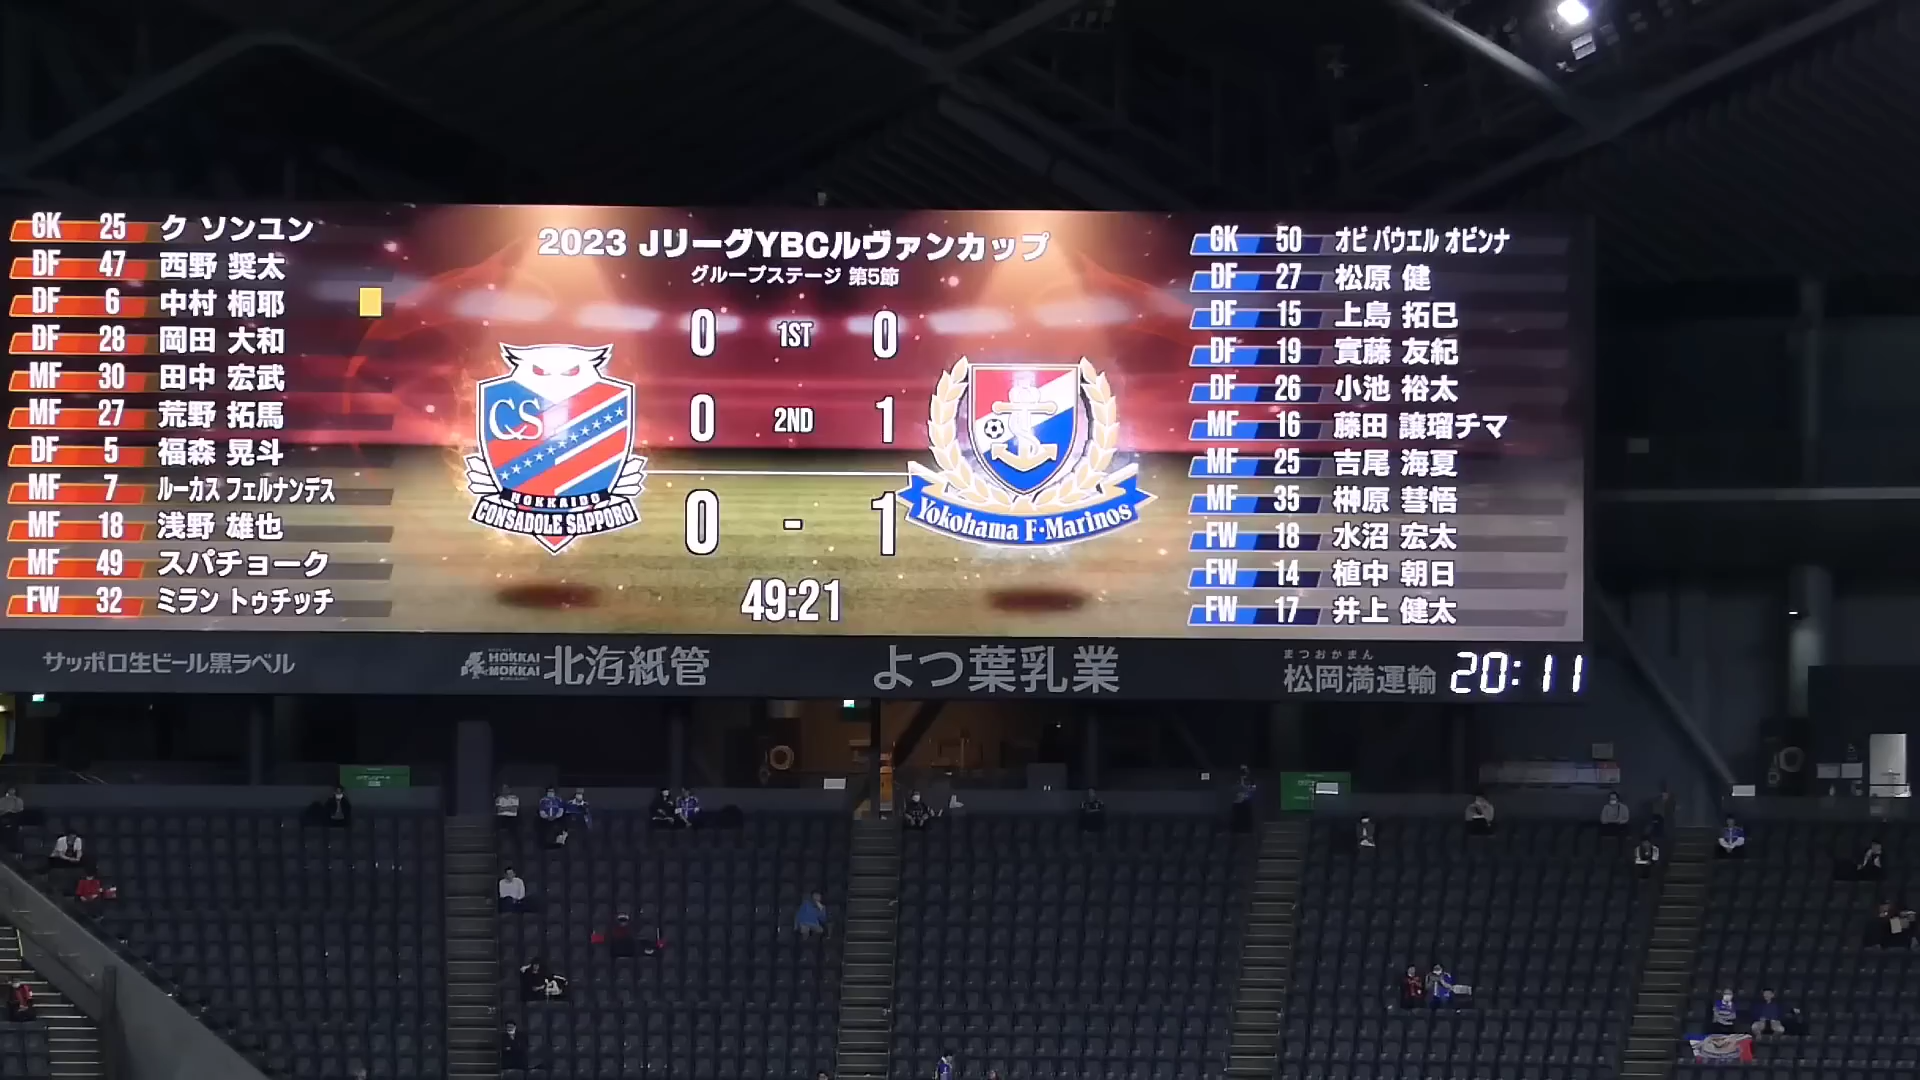 GK 25 ク ソンユン
DF 47 西野 奨太
DF 6 中村 桐耶
DF 28 岡田 大和
MF 30 田中 宏武
MF 27 荒野 拓馬
DF 5 福森 晃斗
MF 7 ルーカス フェルナンデス
MF 18 浅野 雄也
MF 49 スパチョーク
FW 32 ミラン トゥチッチ
2023 JリーグYBCルヴァンカップ
グループステージ 第5節
0 1ST 0
0 2ND 1
0 - 1
49:21
CS
HOKKAIDO
CONSADOLE SAPPORO
Yokohama F·Marinos
GK 50 オビ パウエル オビンナ
DF 27 松原 健
DF 15 上島 拓巳
DF 19 實藤 友紀
DF 26 小池 裕太
MF 16 藤田 譲瑠チマ
MF 25 吉尾 海夏
MF 35 榊原 彗悟
FW 18 水沼 宏太
FW 14 植中 朝日
FW 17 井上 健太
サッポロ生ビール黒ラベル
HOKKAI
MOKKAI
北海紙管
よつ葉乳業
まつおかまん
松岡満運輸
20:11